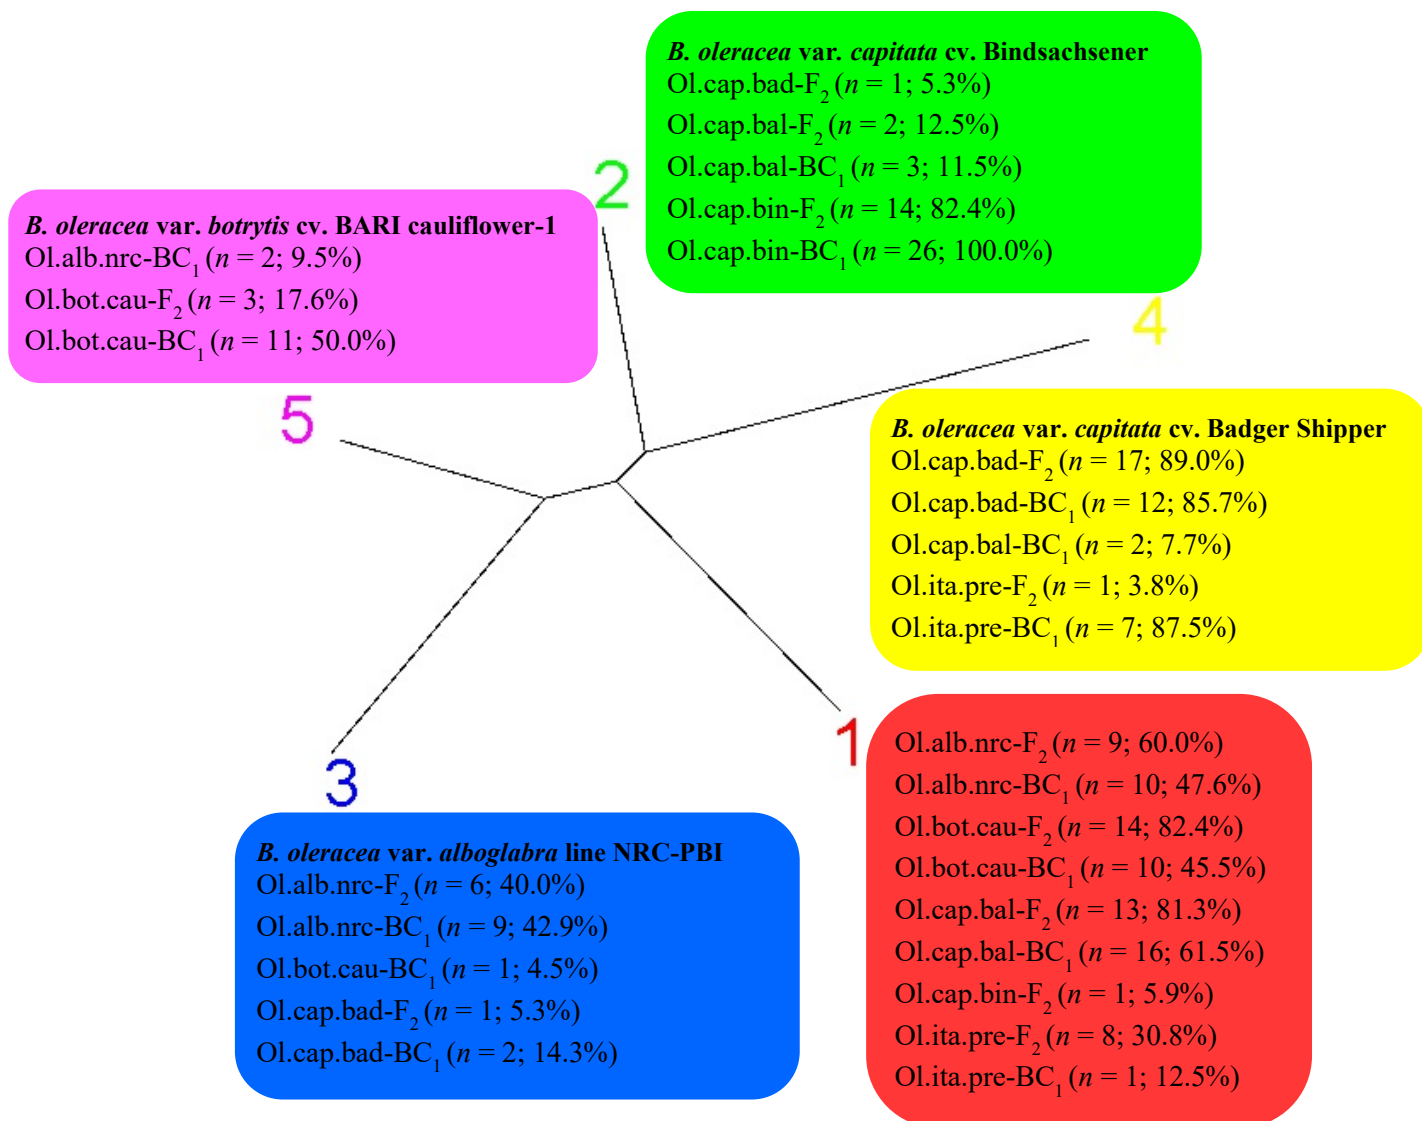 B. oleracea var. capitata cv. Bindsachsener
Ol.cap.bad-F2 (n = 1; 5.3%)
Ol.cap.bal-F2 (n = 2; 12.5%)
Ol.cap.bal-BC1 (n = 3; 11.5%)
Ol.cap.bin-F2 (n = 14; 82.4%)
Ol.cap.bin-BC1 (n = 26; 100.0%)
2
B. oleracea var. botrytis cv. BARI cauliflower-1
Ol.alb.nrc-BC1 (n = 2; 9.5%)
Ol.bot.cau-F2 (n = 3; 17.6%)
Ol.bot.cau-BC1 (n = 11; 50.0%)
5
4
B. oleracea var. capitata cv. Badger Shipper
Ol.cap.bad-F2 (n = 17; 89.0%)
Ol.cap.bad-BC1 (n = 12; 85.7%)
Ol.cap.bal-BC1 (n = 2; 7.7%)
Ol.ita.pre-F2 (n = 1; 3.8%)
Ol.ita.pre-BC1 (n = 7; 87.5%)
1
Ol.alb.nrc-F2 (n = 9; 60.0%)
Ol.alb.nrc-BC1 (n = 10; 47.6%)
Ol.bot.cau-F2 (n = 14; 82.4%)
Ol.bot.cau-BC1 (n = 10; 45.5%)
Ol.cap.bal-F2 (n = 13; 81.3%)
Ol.cap.bal-BC1 (n = 16; 61.5%)
Ol.cap.bin-F2 (n = 1; 5.9%)
Ol.ita.pre-F2 (n = 8; 30.8%)
Ol.ita.pre-BC1 (n = 1; 12.5%)
3
B. oleracea var. alboglabra line NRC-PBI
Ol.alb.nrc-F2 (n = 6; 40.0%)
Ol.alb.nrc-BC1 (n = 9; 42.9%)
Ol.bot.cau-BC1 (n = 1; 4.5%)
Ol.cap.bad-F2 (n = 1; 5.3%)
Ol.cap.bad-BC1 (n = 2; 14.3%)